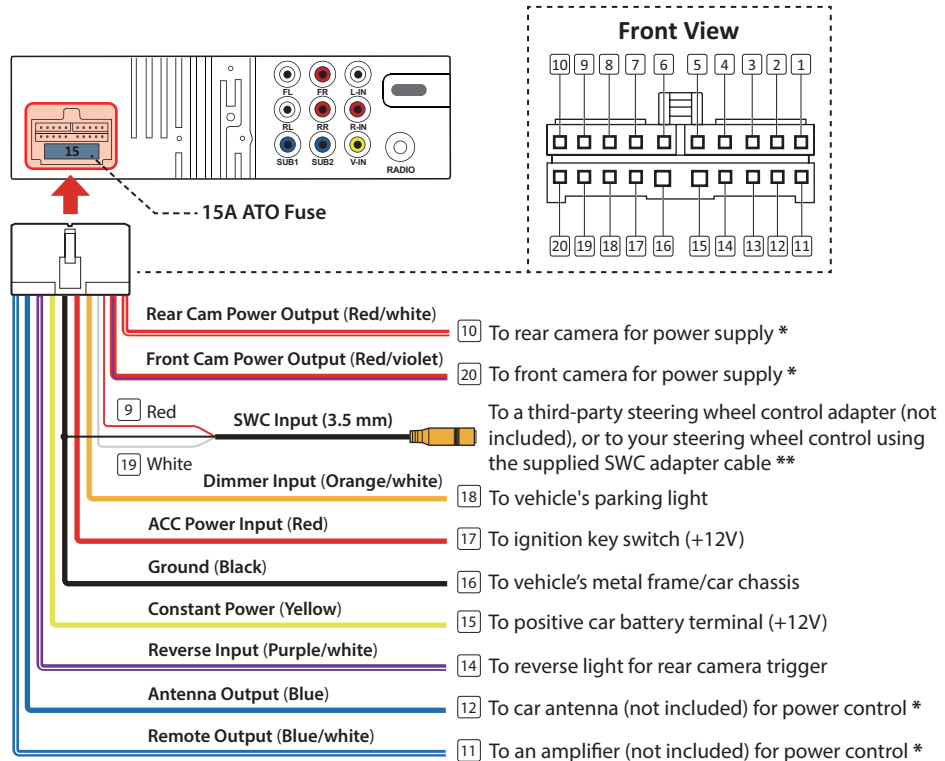 Front View
10 9 8 7 6 5 4 3 2 1
FL FR L-IN
RL RR R-IN
SUB1 SUB2 V-IN
RADIO
15
15A ATO Fuse
20 19 18 17 16 15 14 13 12 11
Rear Cam Power Output (Red/white)
10 To rear camera for power supply *
Front Cam Power Output (Red/violet)
20 To front camera for power supply *
9 Red
SWC Input (3.5 mm)
19 White
To a third-party steering wheel control adapter (not
included), or to your steering wheel control using
the supplied SWC adapter cable **
Dimmer Input (Orange/white)
18 To vehicle's parking light
ACC Power Input (Red)
17 To ignition key switch (+12V)
Ground (Black)
16 To vehicle’s metal frame/car chassis
Constant Power (Yellow)
15 To positive car battery terminal (+12V)
Reverse Input (Purple/white)
14 To reverse light for rear camera trigger
Antenna Output (Blue)
12 To car antenna (not included) for power control *
Remote Output (Blue/white)
11 To an amplifier (not included) for power control *